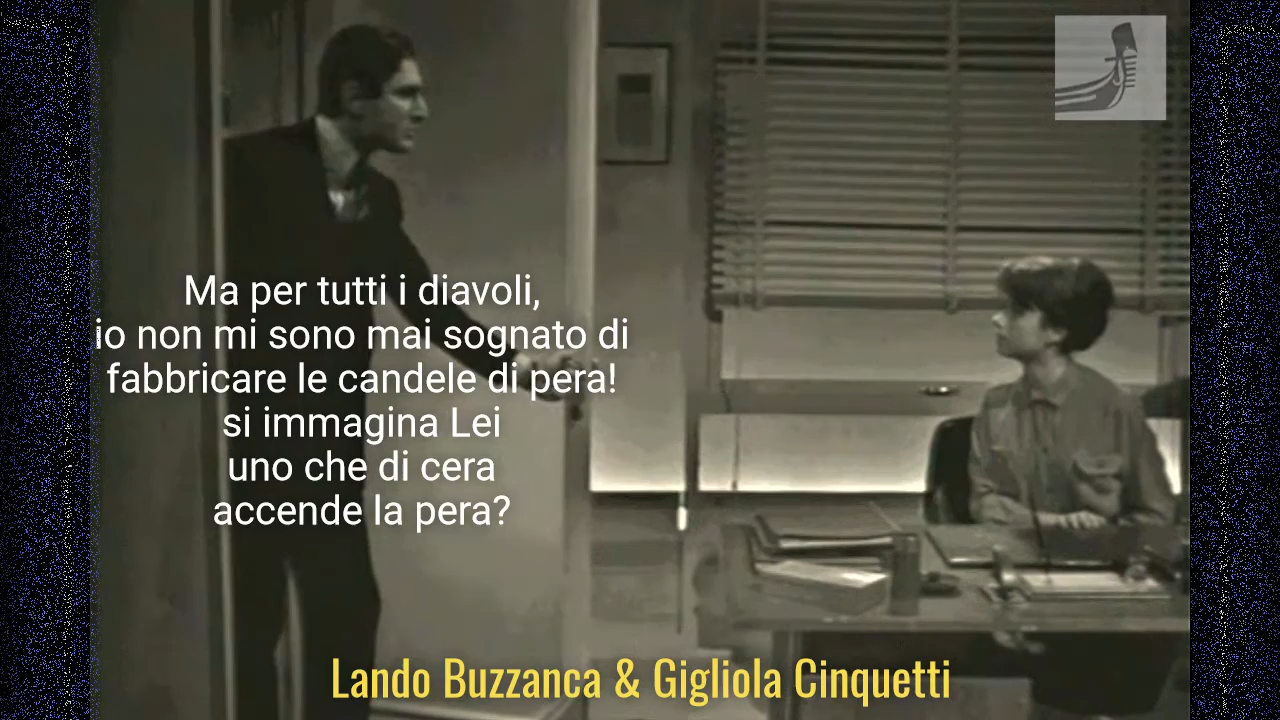 Ma per tutti i diavoli,
io non mi sono mai sognato di
fabbricare le candele di pera!
si immagina Lei
uno che di cera
accende la pera?
Lando Buzzanca & Gigliola Cinquetti